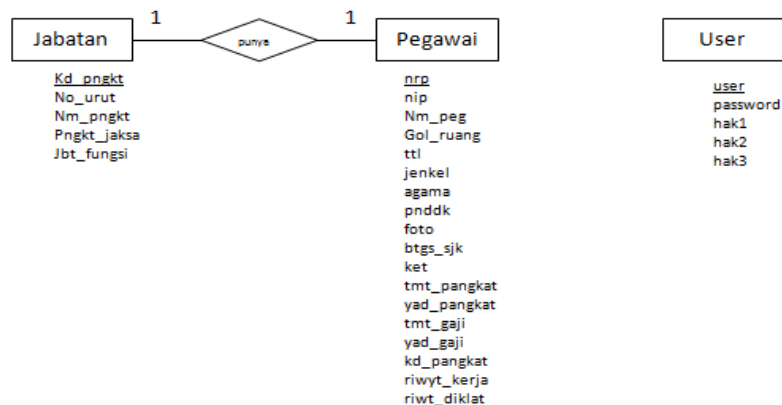 1 1
Jabatan punya Pegawai User
Kd_pngkt
No_urut
Nm_pngkt
Pngkt_jaksa
Jbt_fungsi
nrp
nip
Nm_peg
Gol_ruang
ttl
jenkel
agama
pnddk
foto
btgs_sjk
ket
tmt_pangkat
yad_pangkat
tmt_gaji
yad_gaji
kd_pangkat
riwyt_kerja
riwt_diklat
user
password
hak1
hak2
hak3